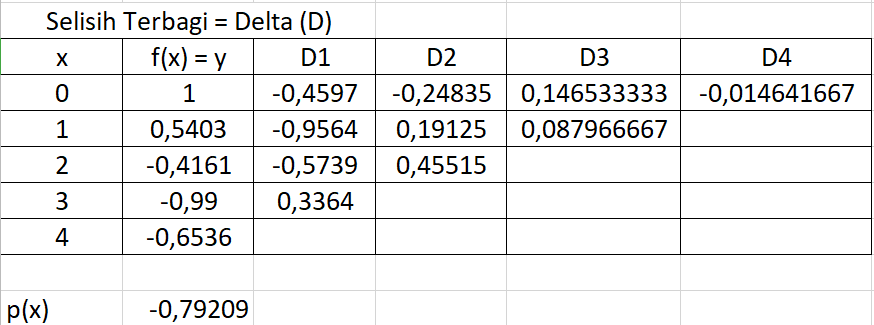 Selisih Terbagi = Delta (D)
x f(x) = y D1 D2 D3 D4
0 1 -0,4597 -0,24835 0,146533333 -0,014641667
1 0,5403 -0,9564 0,19125 0,087966667
2 -0,4161 -0,5739 0,45515
3 -0,99 0,3364
4 -0,6536
p(x) -0,79209